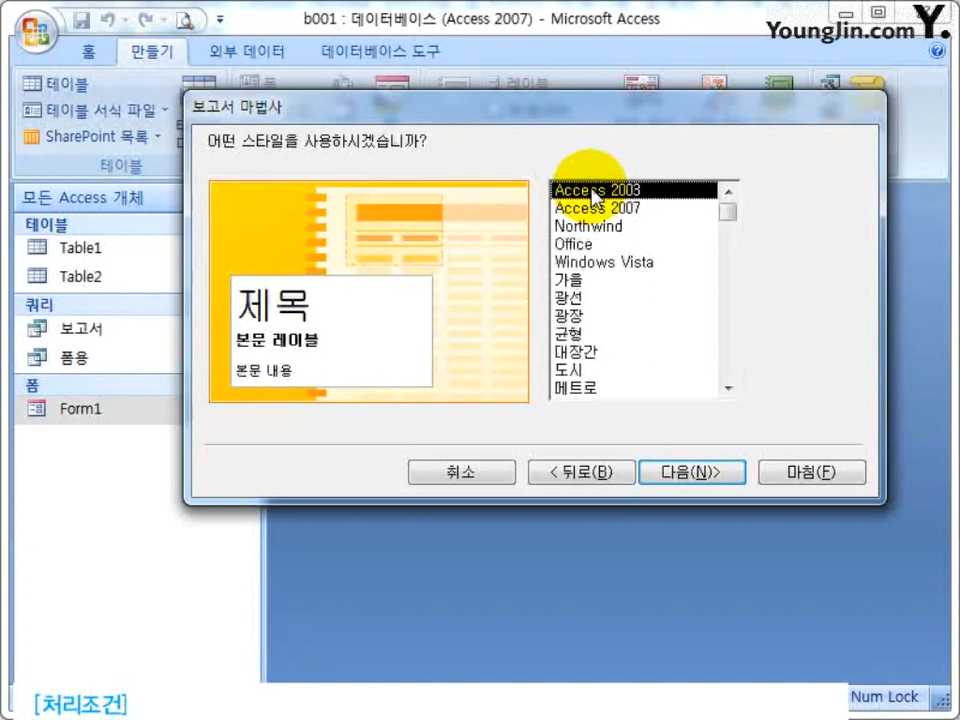 b001 : 데이터베이스 (Access 2007) - Microsoft Access
YoungJin.com Y.
홈 만들기 외부 데이터 데이터베이스 도구
테이블
테이블 서식 파일
SharePoint 목록
테이블
폼
레이블
보고서 마법사
어떤 스타일을 사용하시겠습니까?
제목
본문 레이블
본문 내용
Access 2003
Access 2007
Northwind
Office
Windows Vista
가을
광선
광장
균형
대장간
도시
메트로
취소 < 뒤로(B) 다음(N)> 마침(F)
모든 Access 개체
테이블
Table1
Table2
쿼리
보고서
폼용
폼
Form1
Num Lock
[처리조건]